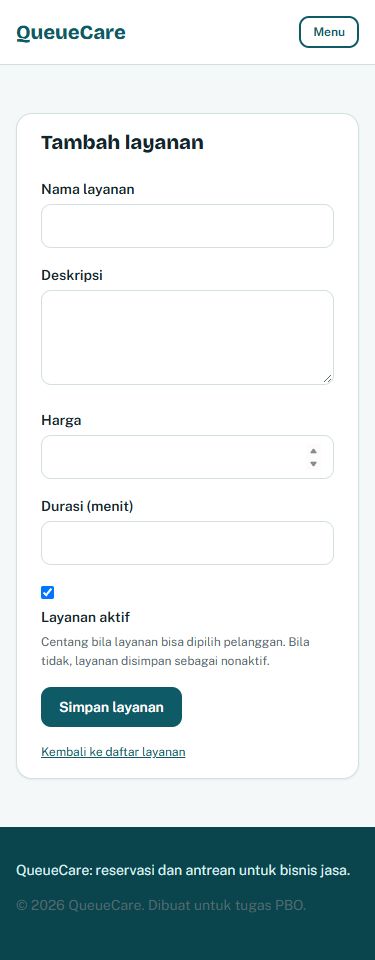 QueueCare
Menu
Tambah layanan
Nama layanan
Deskripsi
Harga
Durasi (menit)
Layanan aktif
Centang bila layanan bisa dipilih pelanggan. Bila
tidak, layanan disimpan sebagai nonaktif.
Simpan layanan
Kembali ke daftar layanan
QueueCare: reservasi dan antrean untuk bisnis jasa.
© 2026 QueueCare. Dibuat untuk tugas PBO.